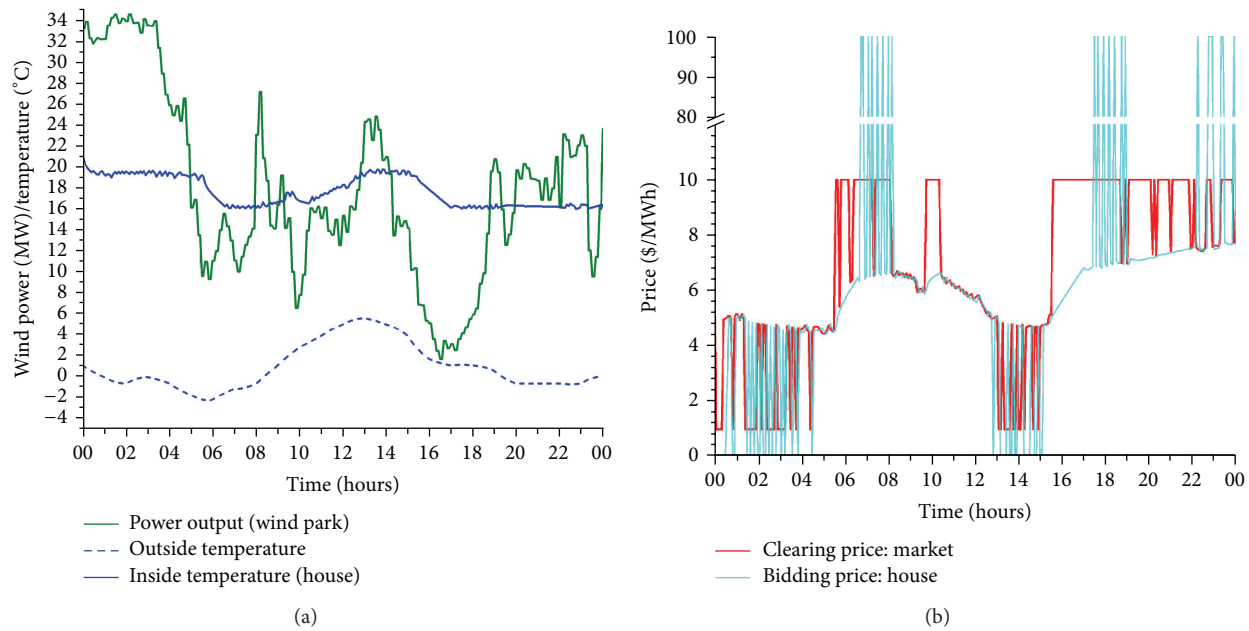 Wind power (MW)/temperature (°C)
34
32
30
28
26
24
22
20
18
16
14
12
10
8
6
4
2
0
−2
−4
00 02 04 06 08 10 12 14 16 18 20 22 00
Time (hours)
Power output (wind park)
Outside temperature
Inside temperature (house)
(a)
Price ($/MWh)
100
90
80
10
8
6
4
2
0
00 02 04 06 08 10 12 14 16 18 20 22 00
Time (hours)
Clearing price: market
Bidding price: house
(b)